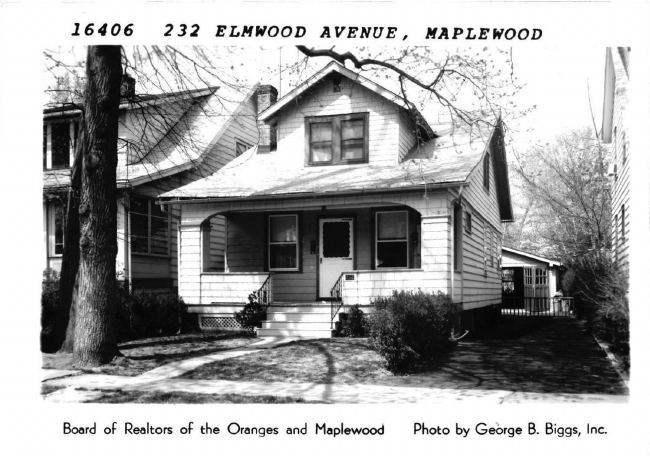 16406 232 ELMWOOD AVENUE, MAPLEWOOD
Board of Realtors of the Oranges and Maplewood Photo by George B. Biggs, Inc.